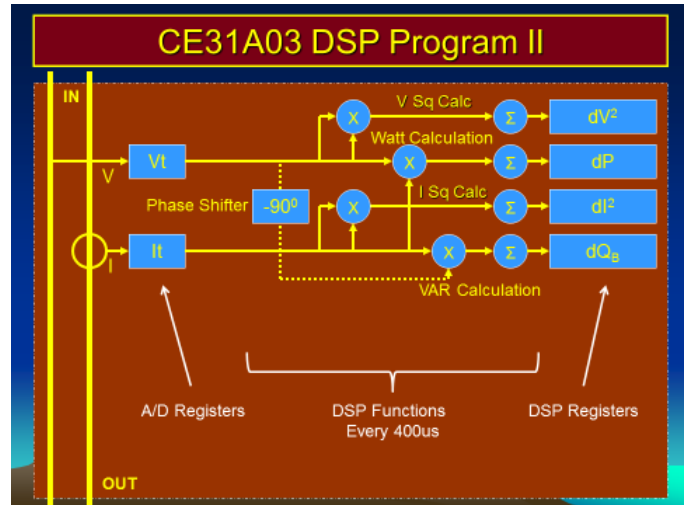 CE31A03 DSP Program II
IN
V Sq Calc
X
Σ
dV²
Watt Calculation
V
Vt
X
Σ
dP
I Sq Calc
Phase Shifter
-90⁰
X
Σ
dI²
I
It
X
Σ
dQ_B
VAR Calculation
A/D Registers
DSP Functions
Every 400us
DSP Registers
OUT